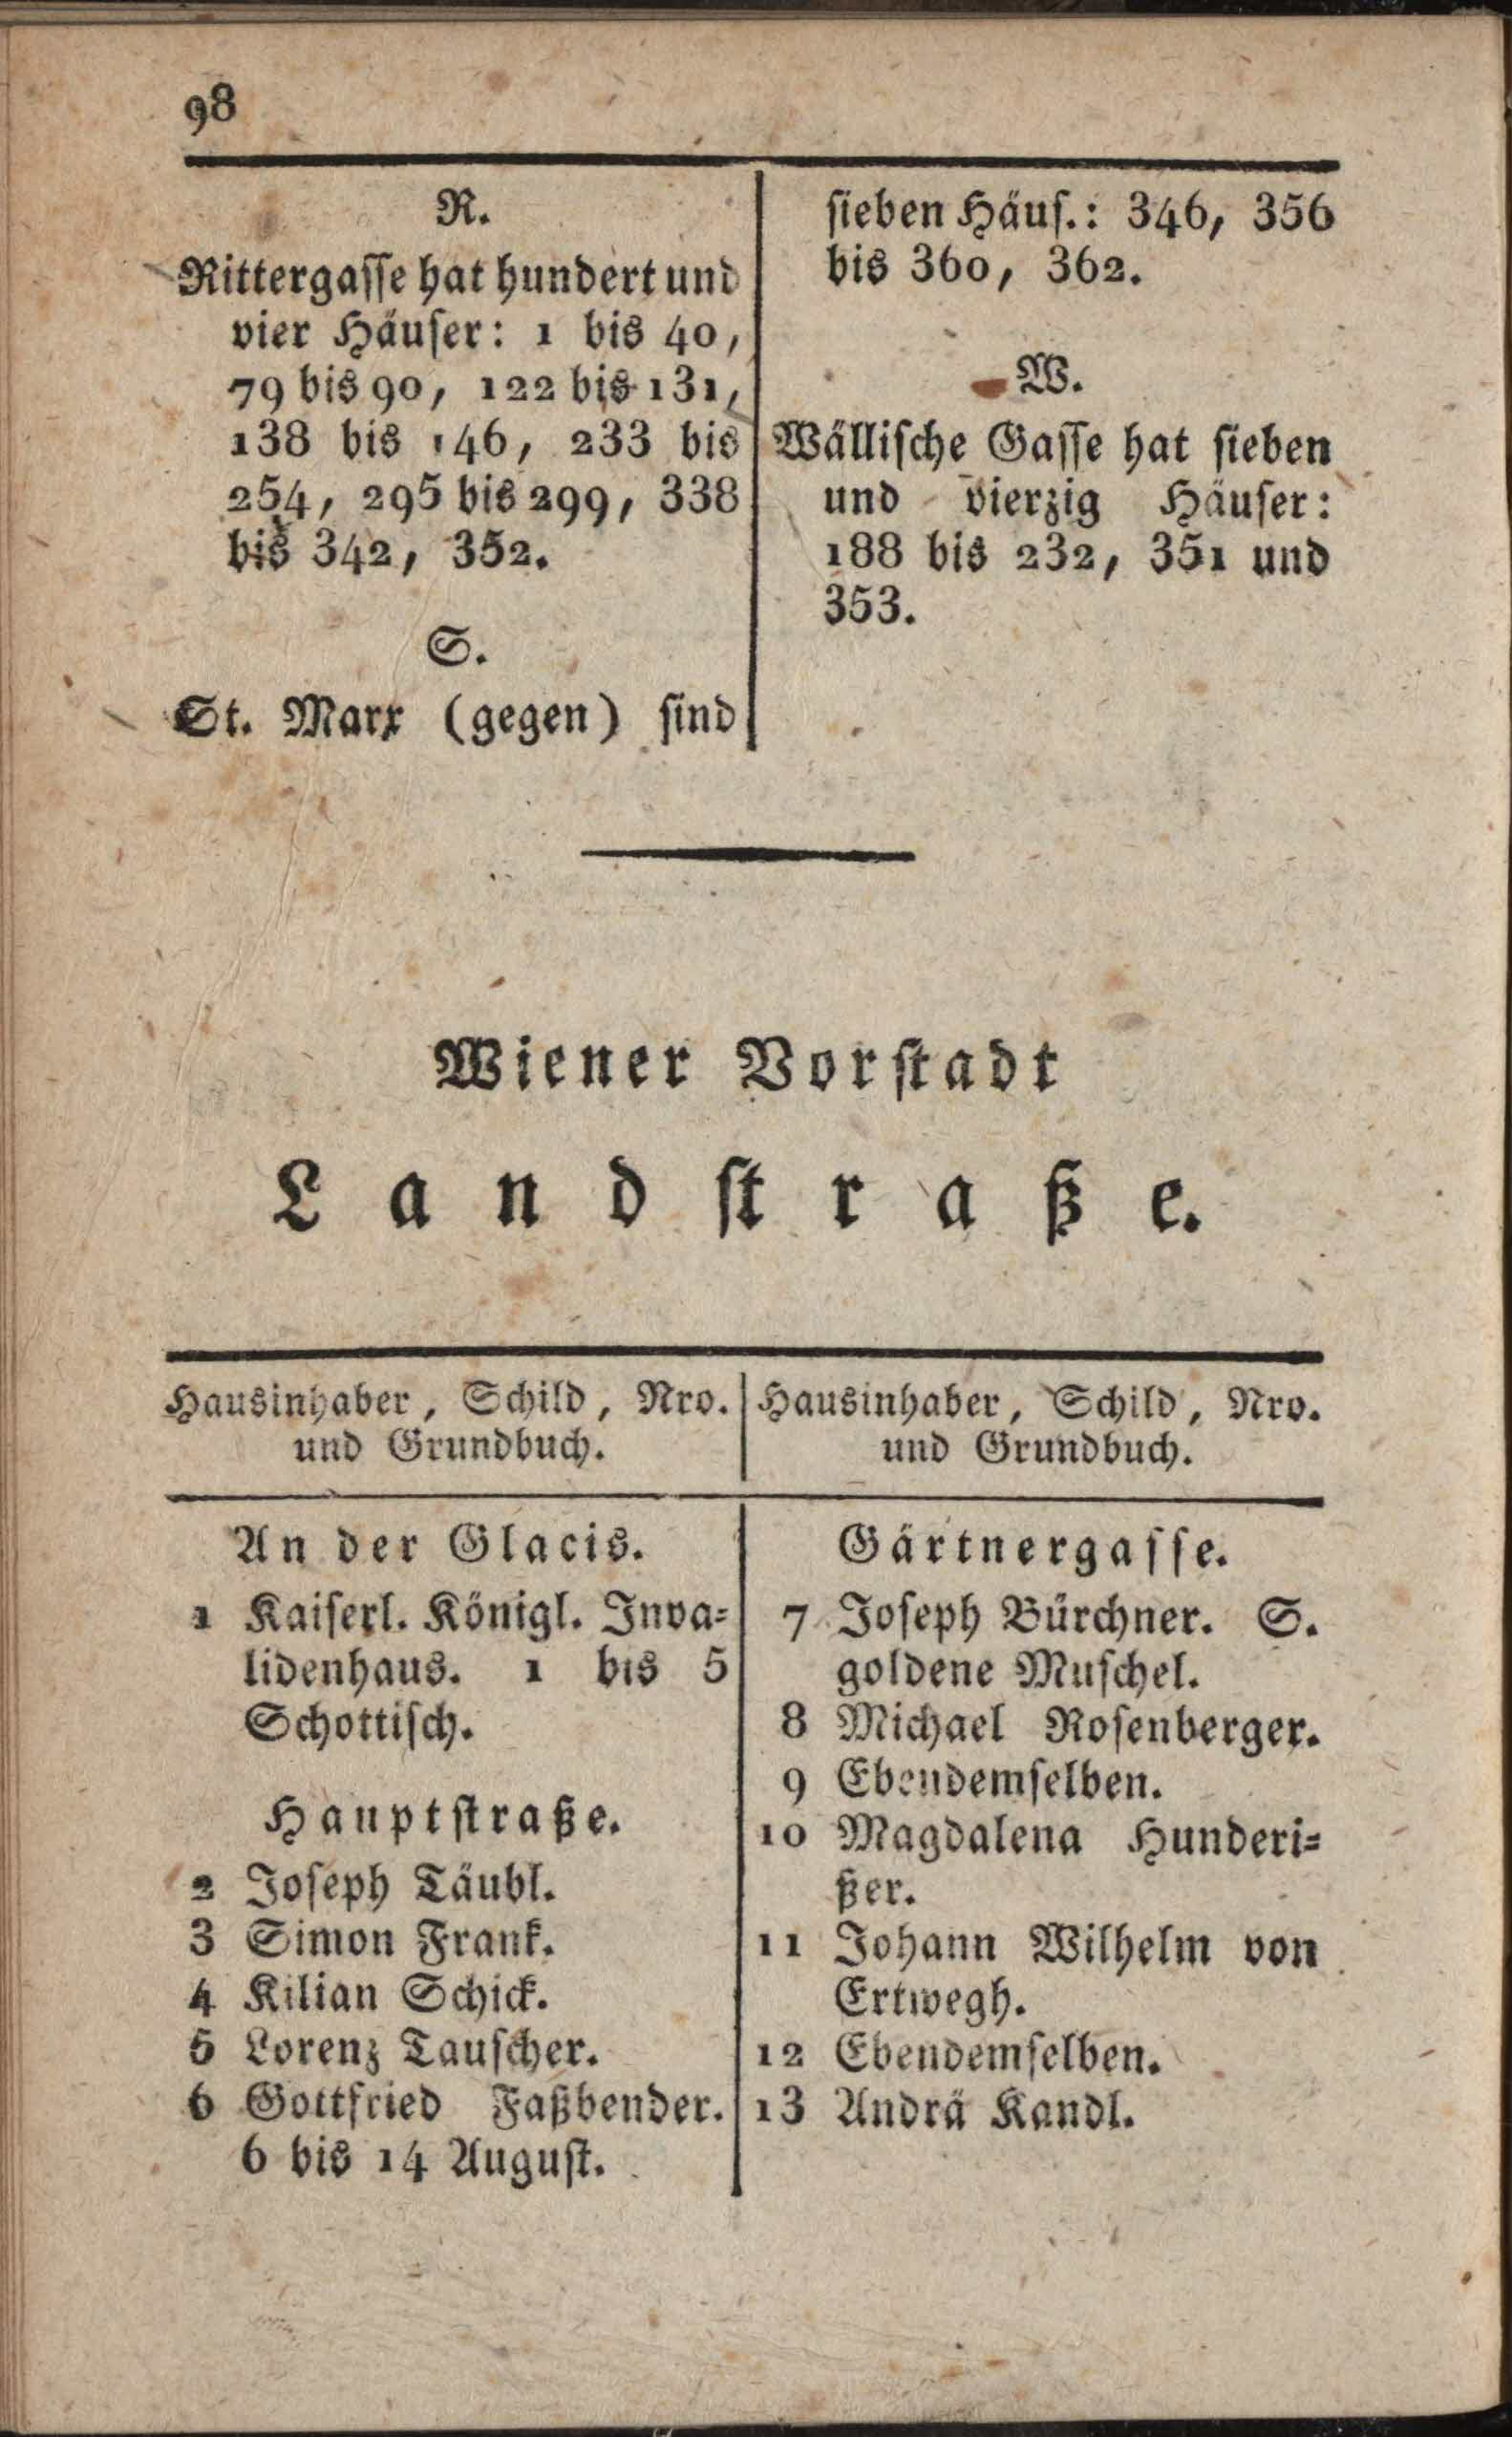 98
R.
Rittergasse hat hundert und
vier Häuser: 1 bis 40,
79 bis 90, 122 bis 131,
138 bis 146, 233 bis
254, 295 bis 299, 338
bis 342, 352.
S.
St. Marx (gegen) sind
sieben Häus.: 346, 356
bis 360, 362.
W.
Wällische Gasse hat sieben
und vierzig Häuser:
188 bis 232, 351 und
353.
Wiener Vorstadt
Landstraße.
Hausinhaber, Schild, Nro.
und Grundbuch.
An der Glacis.
1 Kaiserl. Königl. Inva-
lidenhaus. 1 bis 5
Schottisch.
Hauptstraße.
2 Joseph Täubl.
3 Simon Frank.
4 Kilian Schick.
5 Lorenz Tauscher.
6 Gottfried Faßbender.
6 bis 14 August.
Hausinhaber, Schild, Nro.
und Grundbuch.
Gärtnergasse.
7 Joseph Bürchner. S.
goldene Muschel.
8 Michael Rosenberger.
9 Ebendemselben.
10 Magdalena Hunderi-
ßer.
11 Johann Wilhelm von
Ertwegh.
12 Ebendemselben.
13 Andrä Kandl.